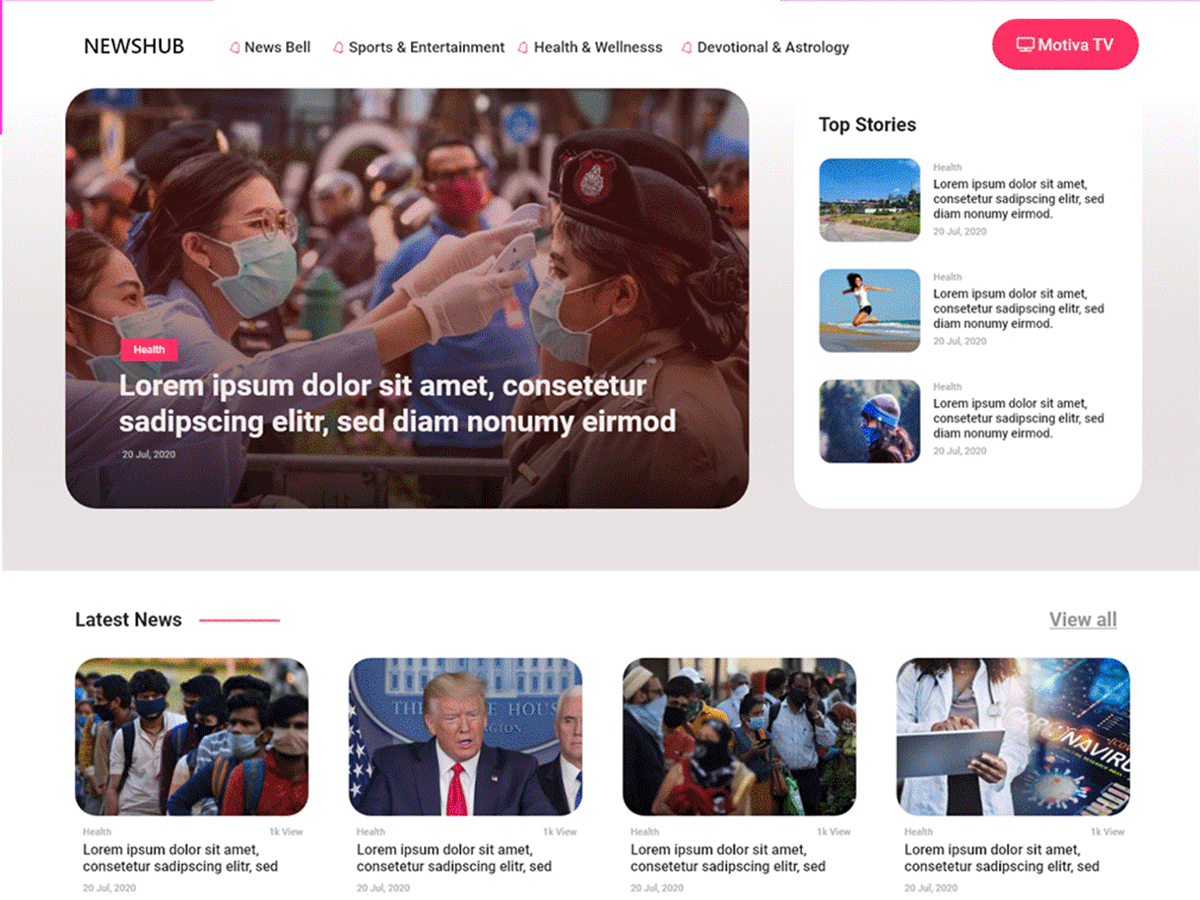 NEWSHUB
News Bell
Sports & Entertainment
Health & Wellnesss
Devotional & Astrology
Motiva TV
Health
Lorem ipsum dolor sit amet, consetetur
sadipscing elitr, sed diam nonumy eirmod
20 Jul, 2020
Top Stories
Health
Lorem ipsum dolor sit amet,
consetetur sadipscing elitr, sed
diam nonumy eirmod.
20 Jul, 2020
Health
Lorem ipsum dolor sit amet,
consetetur sadipscing elitr, sed
diam nonumy eirmod.
20 Jul, 2020
Health
Lorem ipsum dolor sit amet,
consetetur sadipscing elitr, sed
diam nonumy eirmod.
20 Jul, 2020
Latest News
View all
Health
1k View
Lorem ipsum dolor sit amet,
consetetur sadipscing elitr, sed
20 Jul, 2020
THE
HOUS
NGTON
Health
1k View
Lorem ipsum dolor sit amet,
consetetur sadipscing elitr, sed
20 Jul, 2020
Health
1k View
Lorem ipsum dolor sit amet,
consetetur sadipscing elitr, sed
20 Jul, 2020
CORONAVIRU
Health
1k View
Lorem ipsum dolor sit amet,
consetetur sadipscing elitr, sed
20 Jul, 2020